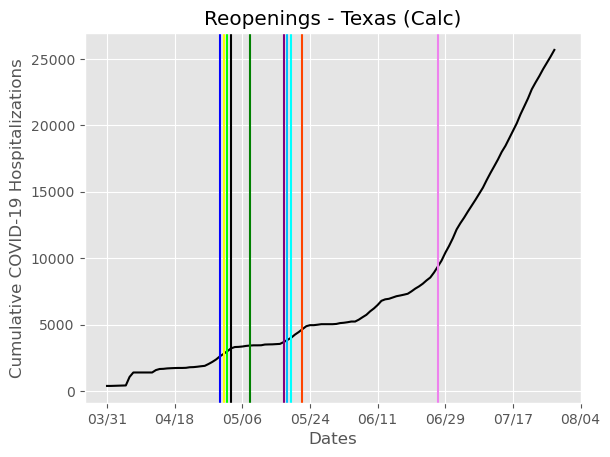 Reopenings - Texas (Calc)
Cumulative COVID-19 Hospitalizations
25000
20000
15000
10000
5000
0
03/31 04/18 05/06 05/24 06/11 06/29 07/17 08/04
Dates